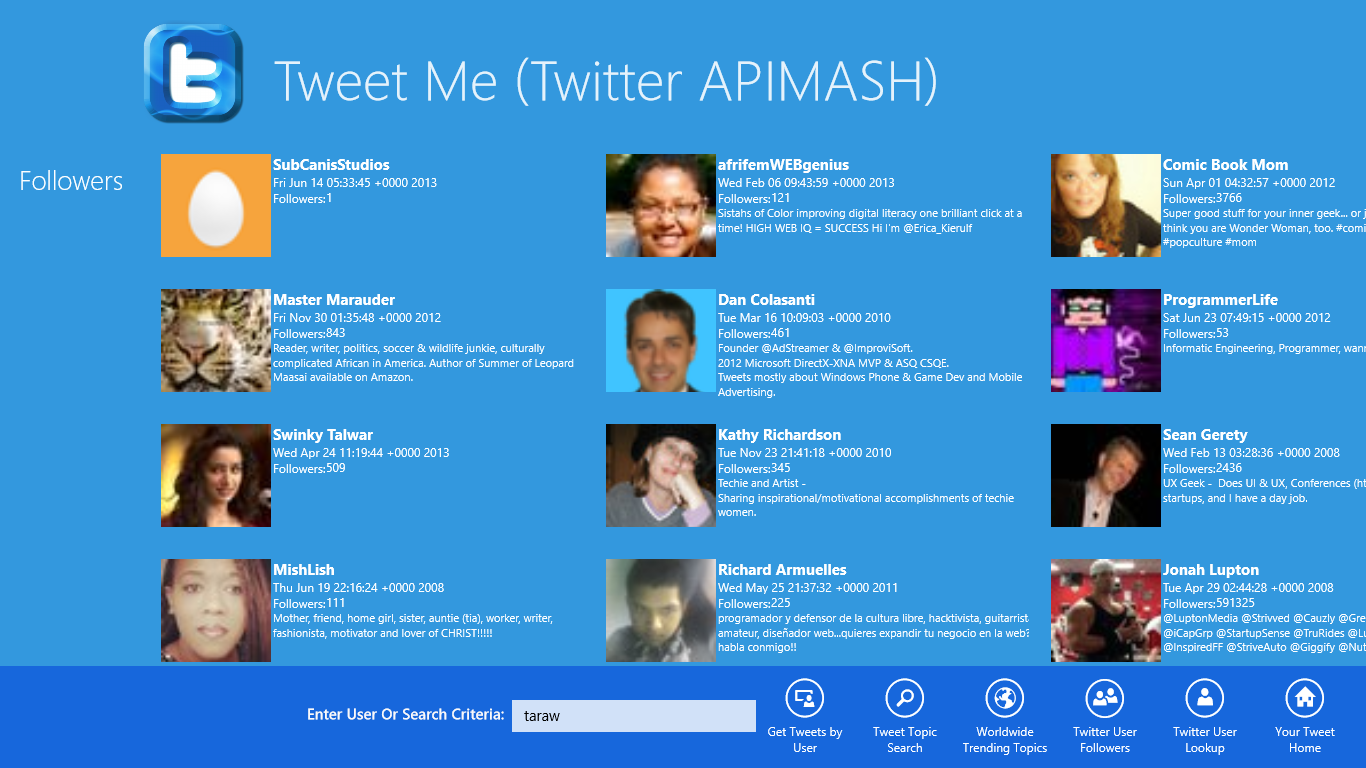 Tweet Me (Twitter APIMASH)
Followers
SubCanisStudios
Fri Jun 14 05:33:45 +0000 2013
Followers:1
afrifemWEBgenius
Wed Feb 06 09:43:59 +0000 2013
Followers:121
Sistahs of Color improving digital literacy one brilliant click at a
time! HIGH WEB IQ = SUCCESS Hi I'm @Erica_Kierulf
Comic Book Mom
Sun Apr 01 04:32:57 +0000 2012
Followers:3766
Super good stuff for your inner geek... or j
think you are Wonder Woman, too. #comi
#popculture #mom
Master Marauder
Fri Nov 30 01:35:48 +0000 2012
Followers:843
Reader, writer, politics, soccer & wildlife junkie, culturally
complicated African in America. Author of Summer of Leopard
Maasai available on Amazon.
Dan Colasanti
Tue Mar 16 10:09:03 +0000 2010
Followers:461
Founder @AdStreamer & @ImproviSoft.
2012 Microsoft DirectX-XNA MVP & ASQ CSQE.
Tweets mostly about Windows Phone & Game Dev and Mobile
Advertising.
ProgrammerLife
Sat Jun 23 07:49:15 +0000 2012
Followers:53
Informatic Engineering, Programmer, wann
Swinky Talwar
Wed Apr 24 11:19:44 +0000 2013
Followers:509
Kathy Richardson
Tue Nov 23 21:41:18 +0000 2010
Followers:345
Techie and Artist -
Sharing inspirational/motivational accomplishments of techie
women.
Sean Gerety
Wed Feb 13 03:28:36 +0000 2008
Followers:2436
UX Geek - Does UI & UX, Conferences (ht
startups, and I have a day job.
MishLish
Thu Jun 19 22:16:24 +0000 2008
Followers:111
Mother, friend, home girl, sister, auntie (tia), worker, writer,
fashionista, motivator and lover of CHRIST!!!!!
Richard Armuelles
Wed May 25 21:37:32 +0000 2011
Followers:225
programador y defensor de la cultura libre, hacktivista, guitarrist
amateur, diseñador web...quieres expandir tu negocio en la web?
habla conmigo!!
Jonah Lupton
Tue Apr 29 02:44:28 +0000 2008
Followers:591325
@LuptonMedia @Strivved @Cauzly @Gre
@iCapGrp @StartupSense @TruRides @Lu
@InspiredFF @StriveAuto @Giggify @Nut
Enter User Or Search Criteria:
taraw
Get Tweets by
User
Tweet Topic
Search
Worldwide
Trending Topics
Twitter User
Followers
Twitter User
Lookup
Your Tweet
Home